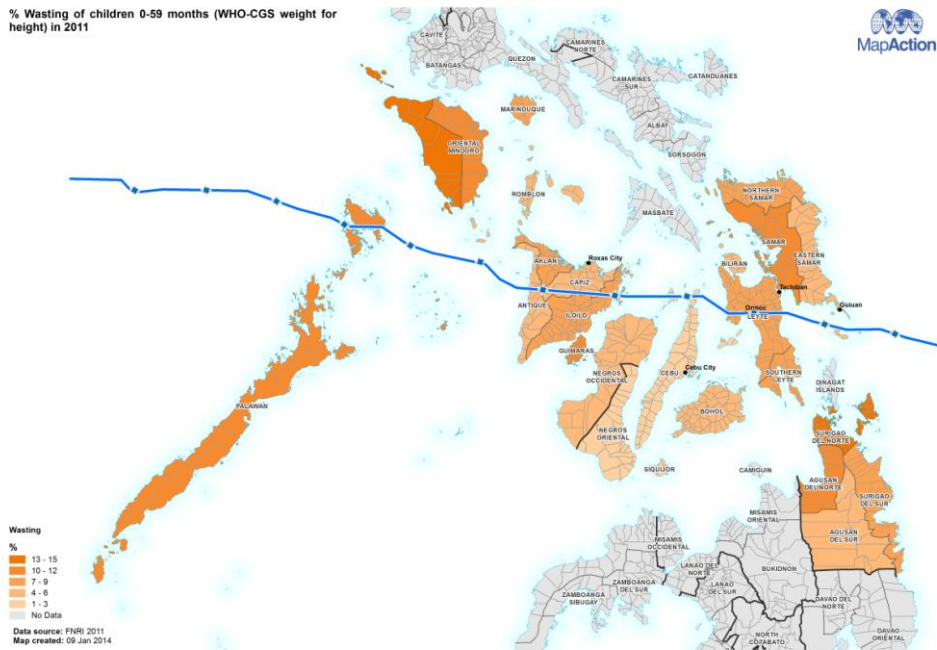 % Wasting of children 0-59 months (WHO-CGS weight for
height) in 2011
MapAction
CAVITE
BATANGAS
QUEZON
CAMARINES
NORTE
CAMARINES
SUR
CATANDUANES
ALBAY
SORSOGON
MARINDUQUE
ORIENTAL
MINDORO
ROMBLON
MASBATE
NORTHERN
SAMAR
SAMAR
EASTERN
SAMAR
BILIRAN
Tacloban
Guiuan
Roxas City
AKLAN
CAPIZ
ANTIQUE
ILOILO
GUIMARAS
Ormoc
LEYTE
SOUTHERN
LEYTE
NEGROS
OCCIDENTAL
CEBU
Cebu City
NEGROS
ORIENTAL
BOHOL
DINAGAT
ISLANDS
PALAWAN
SURIGAO
DEL NORTE
SIQUIJOR
CAMIGUIN
AGUSAN
DEL NORTE
SURIGAO
DEL SUR
MISAMIS
ORIENTAL
AGUSAN
DEL SUR
MISAMIS
OCCIDENTAL
LANAO DEL
NORTE
BUKIDNON
ZAMBOANGA
SIBUGAY
ZAMBOANGA
DEL SUR
LANAO
DEL SUR
DAVAO DEL
NORTE
DAVAO
ORIENTAL
NORTH
COTABATO
Wasting
%
13 - 15
10 - 12
7 - 9
4 - 6
1 - 3
No Data
Data source: FNRI 2011
Map created: 09 Jan 2014